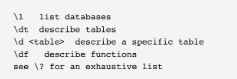 \l   list databases
\dt  describe tables
\d <table>  describe a specific table
\df   describe functions
see \? for an exhaustive list